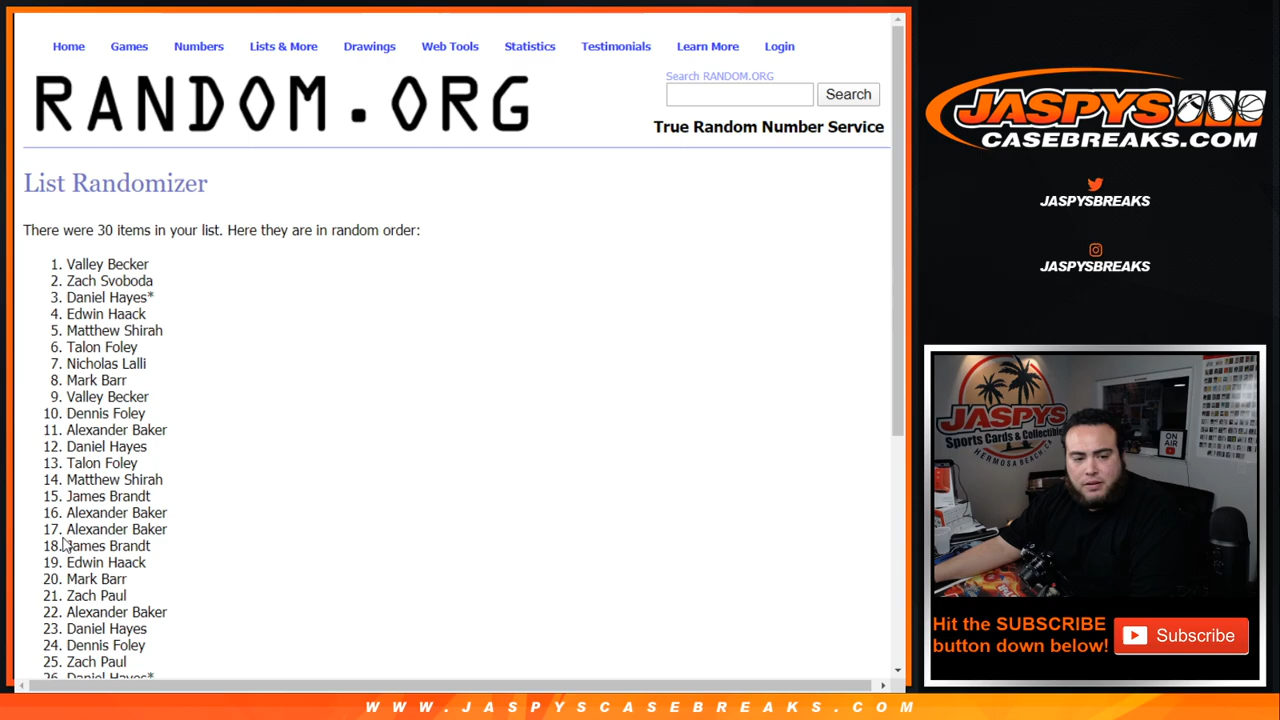 Home Games Numbers Lists & More Drawings Web Tools Statistics Testimonials Learn More Login
RANDOM.ORG
Search RANDOM.ORG
Search
True Random Number Service
List Randomizer
There were 30 items in your list. Here they are in random order:
1. Valley Becker
2. Zach Svoboda
3. Daniel Hayes*
4. Edwin Haack
5. Matthew Shirah
6. Talon Foley
7. Nicholas Lalli
8. Mark Barr
9. Valley Becker
10. Dennis Foley
11. Alexander Baker
12. Daniel Hayes
13. Talon Foley
14. Matthew Shirah
15. James Brandt
16. Alexander Baker
17. Alexander Baker
18. James Brandt
19. Edwin Haack
20. Mark Barr
21. Zach Paul
22. Alexander Baker
23. Daniel Hayes
24. Dennis Foley
25. Zach Paul
26. Daniel Hayes*
JASPYS
CASEBREAKS.COM
JASPYSBREAKS
JASPYSBREAKS
JASPYS
Sports Cards & Collectibles
HERMOSA BEACH, CA
ON AIR
Hit the SUBSCRIBE
button down below!
Subscribe
WWW.JASPYSCASEBREAKS.COM